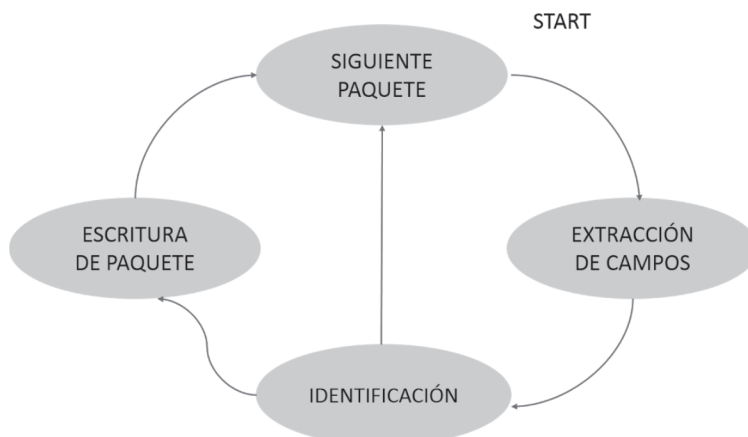 START
SIGUIENTE
PAQUETE
ESCRITURA
DE PAQUETE
EXTRACCIÓN
DE CAMPOS
IDENTIFICACIÓN